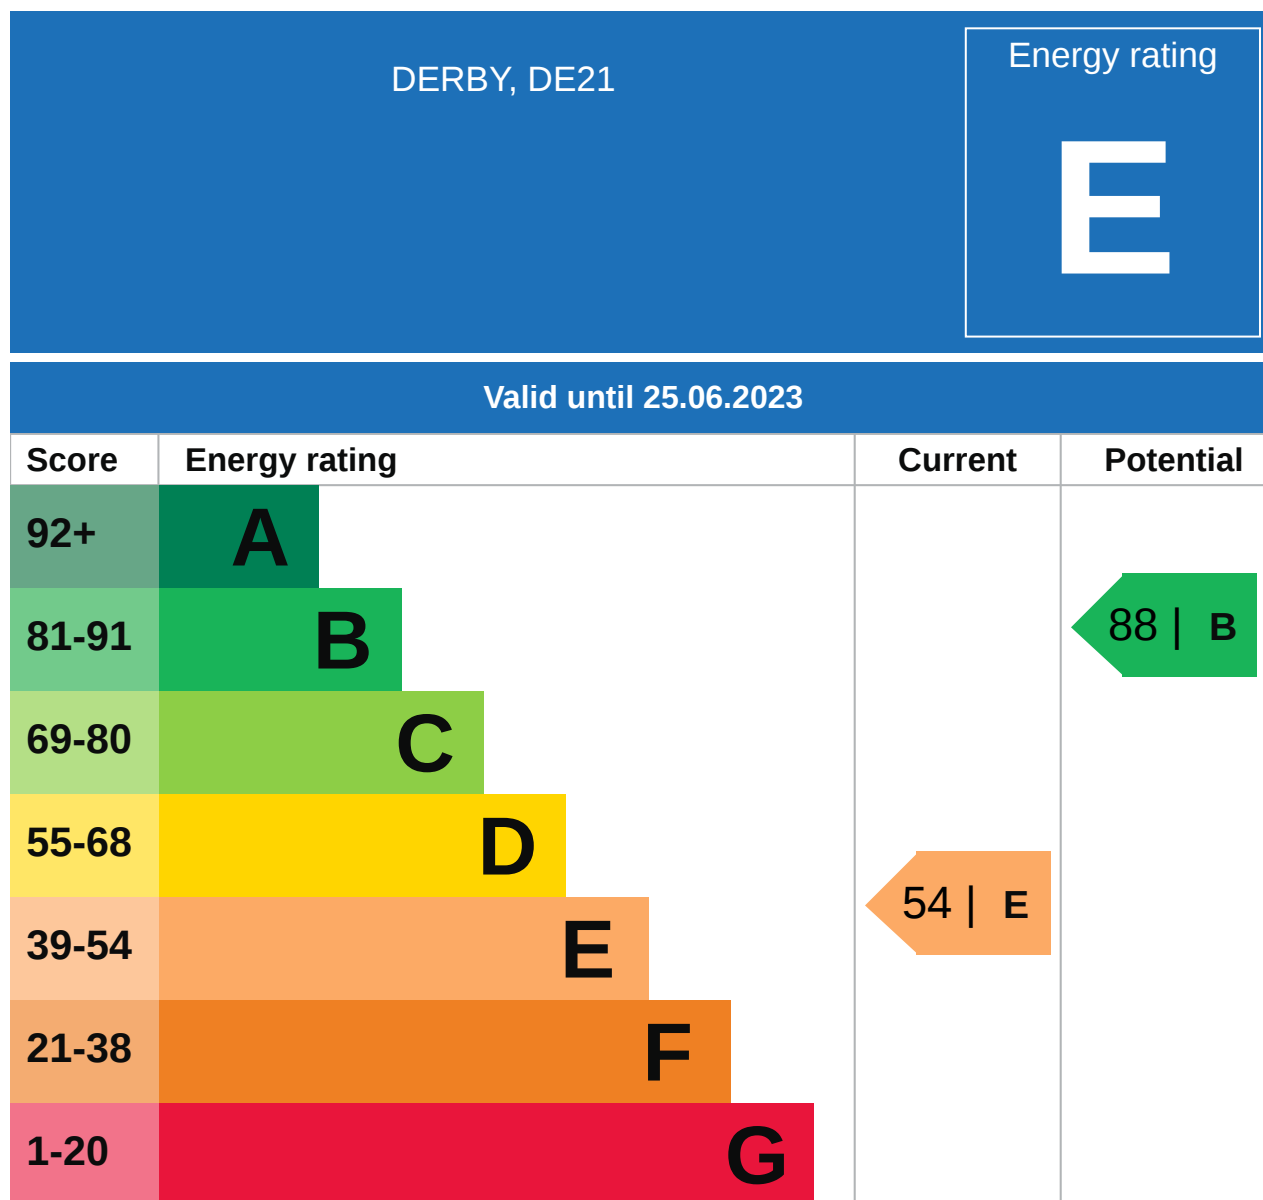 DERBY, DE21
Energy rating
E
Valid until 25.06.2023
Score Energy rating Current Potential
92+ A
81-91 B 88 | B
69-80 C
55-68 D
39-54 E 54 | E
21-38 F
1-20 G